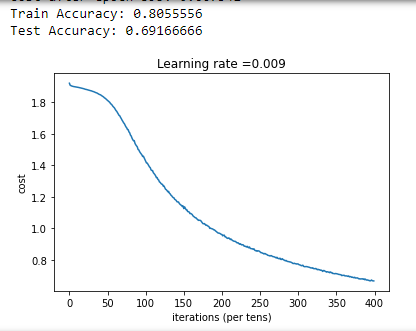 Train Accuracy: 0.8055556
Test Accuracy: 0.69166666
Learning rate =0.009
1.8
1.6
1.4
1.2
1.0
0.8
cost
0 50 100 150 200 250 300 350 400
iterations (per tens)